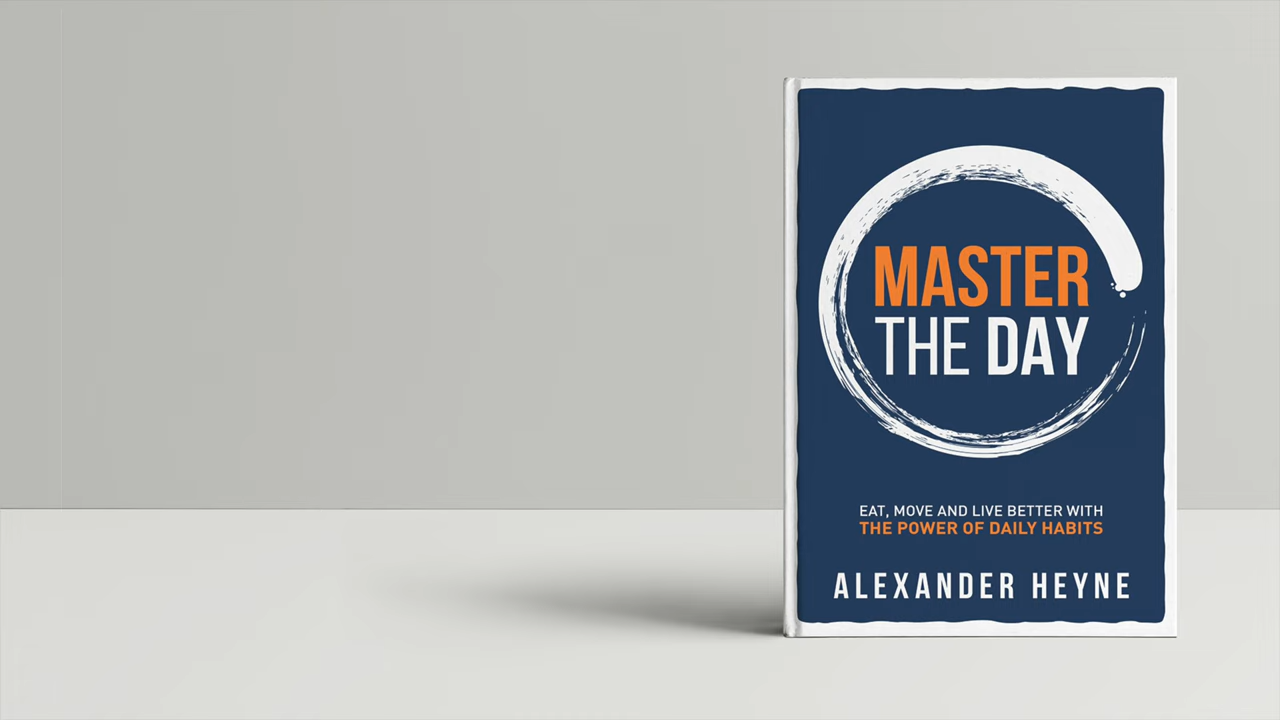 MASTER
THE DAY
EAT, MOVE AND LIVE BETTER WITH
THE POWER OF DAILY HABITS
ALEXANDER HEYNE